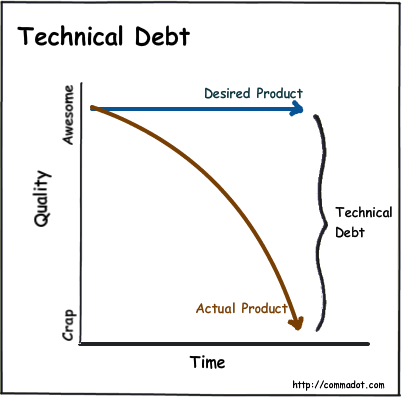 Technical Debt
Awesome
Desired Product
Quality
Technical
Debt
Actual Product
Crap
Time
http://commadot.com